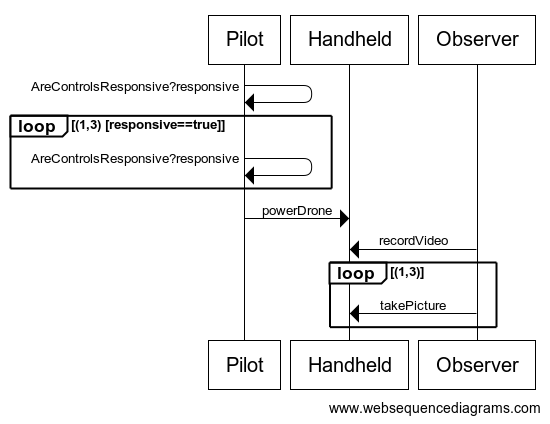 Pilot
Handheld
Observer
AreControlsResponsive?responsive
loop
[(1,3) [responsive==true]]
AreControlsResponsive?responsive
powerDrone
recordVideo
loop
[(1,3)]
takePicture
Pilot
Handheld
Observer
www.websequencediagrams.com